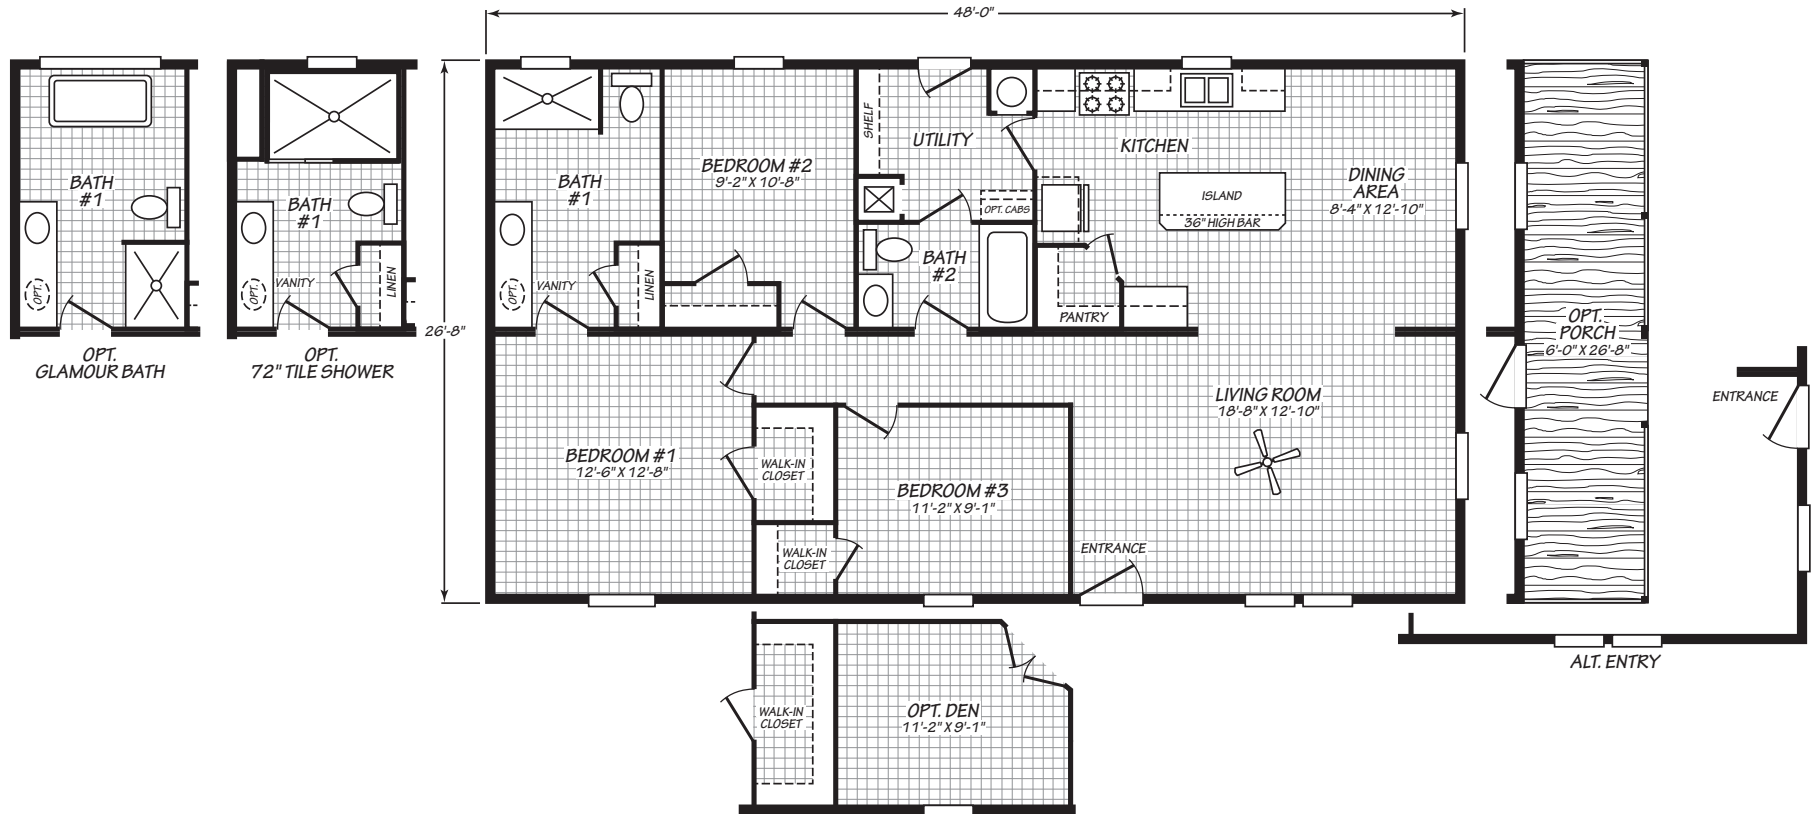 48'-0"
26'-8"
BATH
#1
OPT.
OPT.
GLAMOUR BATH
BATH
#1
VANITY
OPT.
LINEN
OPT.
72" TILE SHOWER
BATH
#1
VANITY
OPT.
LINEN
BEDROOM #2
9'-2" X 10'-8"
SHELF
UTILITY
OPT. CABS
BATH
#2
KITCHEN
ISLAND
36" HIGH BAR
PANTRY
DINING
AREA
8'-4" X 12'-10"
BEDROOM #1
12'-6" X 12'-8"
WALK-IN
CLOSET
WALK-IN
CLOSET
BEDROOM #3
11'-2" X 9'-1"
LIVING ROOM
18'-8" X 12'-10"
ENTRANCE
OPT.
PORCH
6'-0" X 26'-8"
ENTRANCE
ALT. ENTRY
WALK-IN
CLOSET
OPT. DEN
11'-2" X 9'-1"